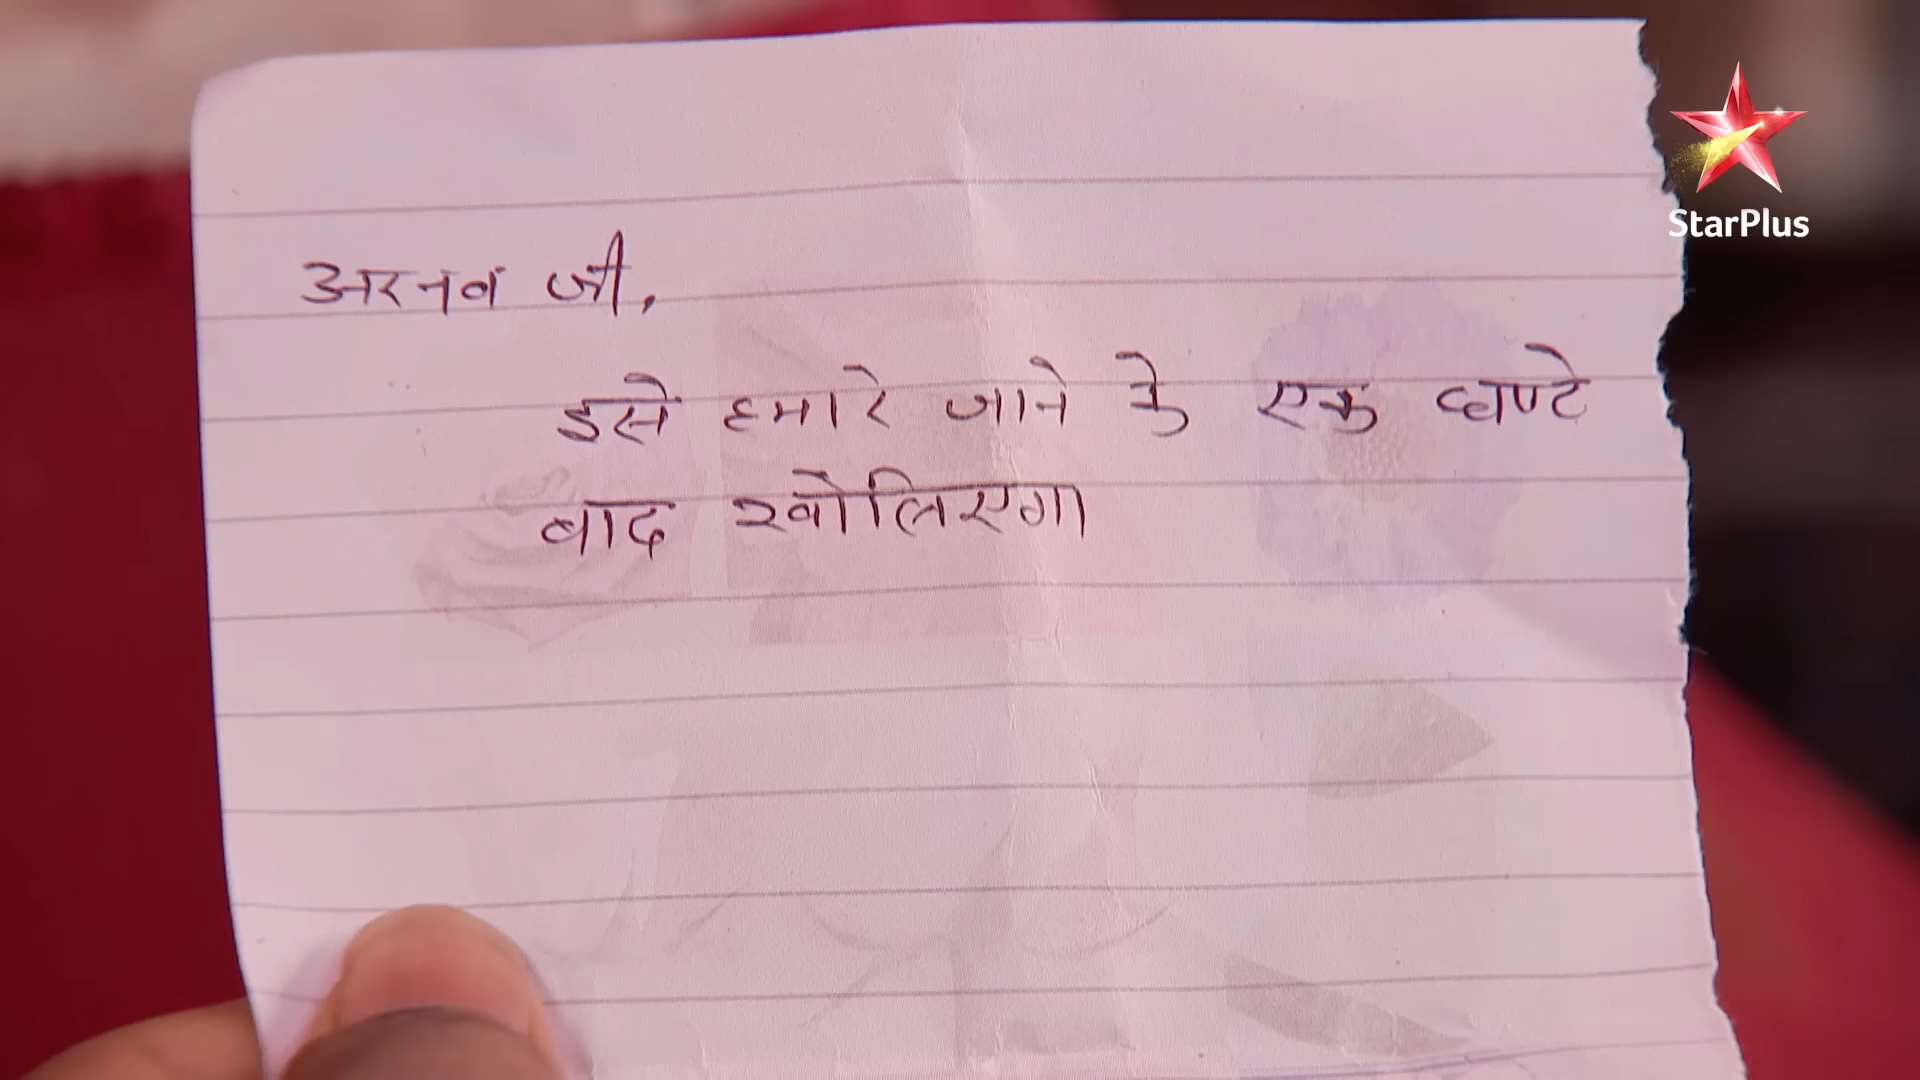 अरनव जी,
इसे हमारे जाने के एक घण्टे
बाद खोलिएगा
StarPlus